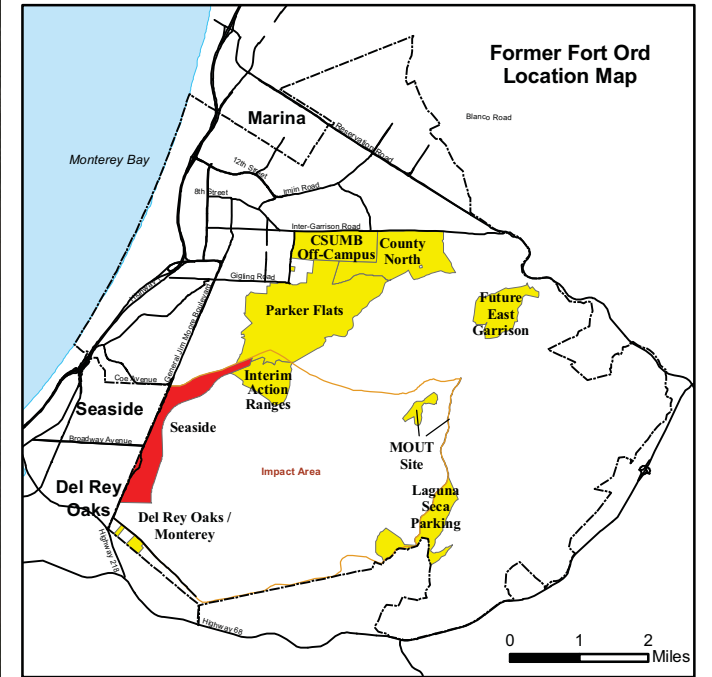 Former Fort Ord
Location Map
Blanco Road
Marina
Reservation Road
Monterey Bay
12th Street
8th Street
Imjin Road
Inter-Garrison Road
CSUMB
Off-Campus
County
North
Gigling Road
Highway
General Jim Moore Boulevard
Parker Flats
Future
East
Garrison
Coe Avenue
Interim
Action
Ranges
Seaside
Seaside
Broadway Avenue
MOUT
Site
Impact Area
Del Rey
Oaks
Laguna
Seca
Parking
Del Rey Oaks /
Monterey
Highway 218
Highway 68
0 1 2
Miles